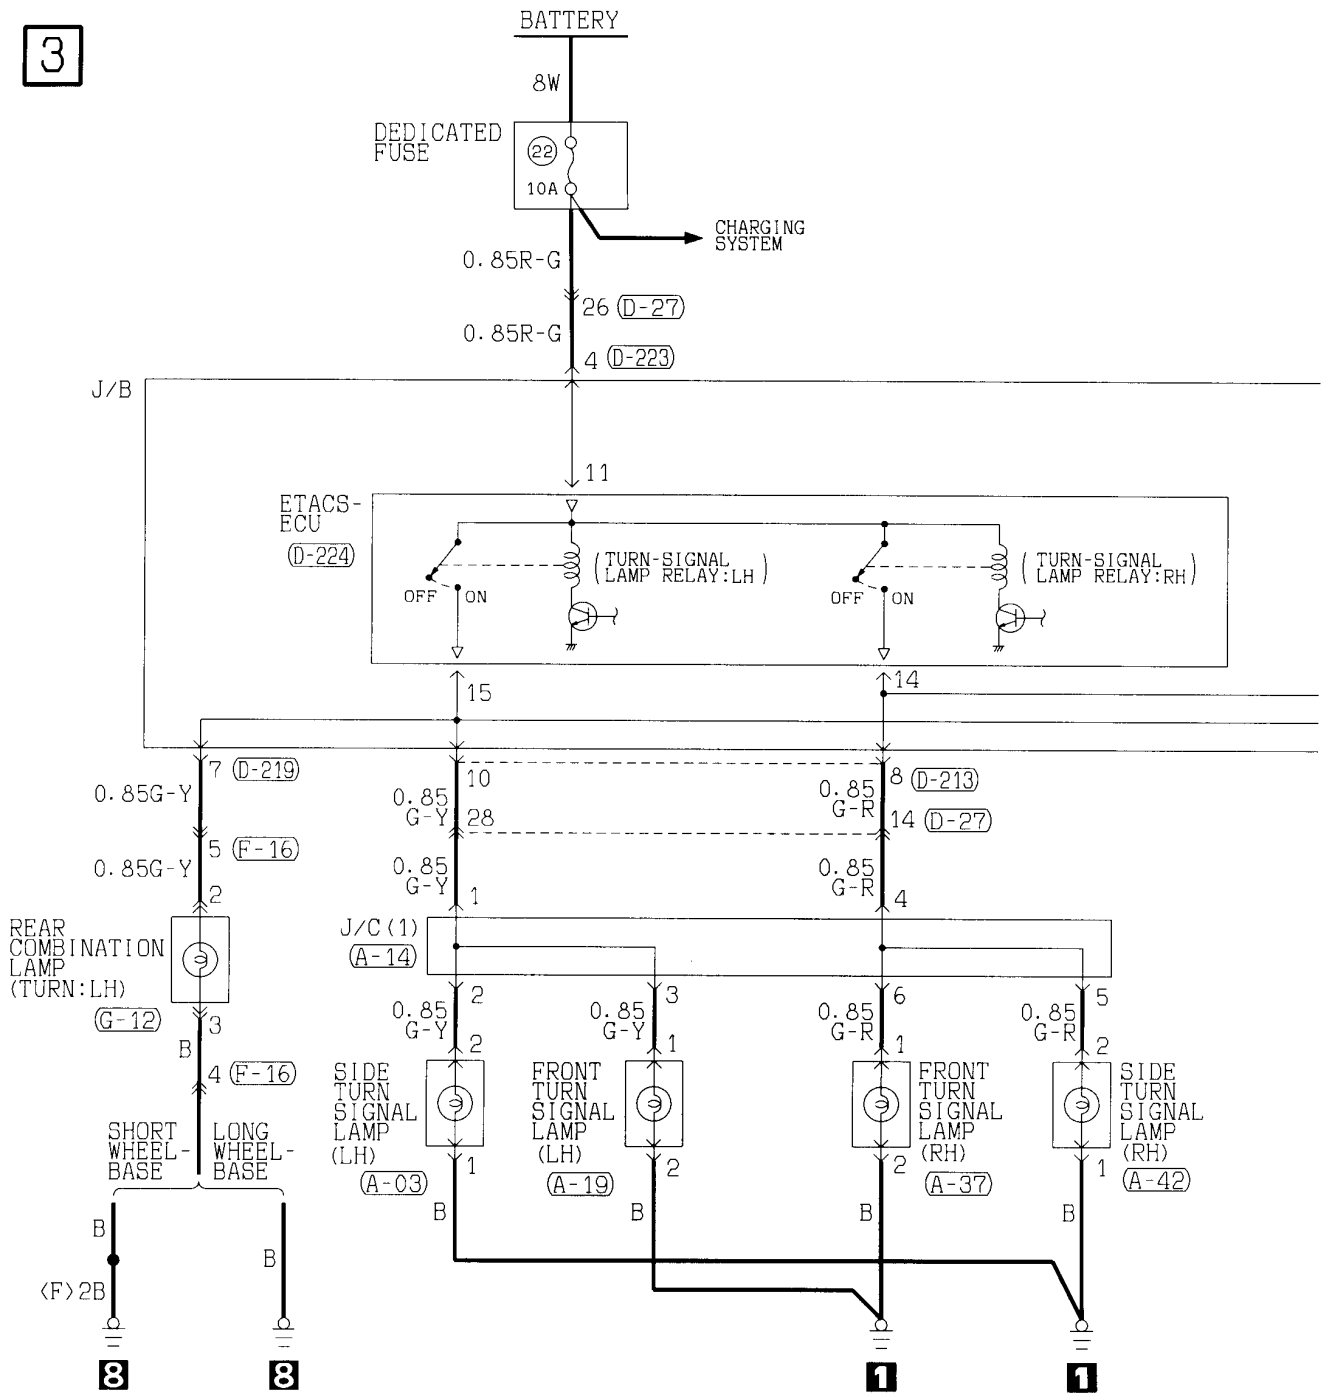 3
BATTERY
8W
DEDICATED
FUSE
22
10A
CHARGING
SYSTEM
0.85R-G
26 (D-27)
0.85R-G
4 (D-223)
J/B
11
ETACS-
ECU
(D-224)
OFF ON
(TURN-SIGNAL
LAMP RELAY:LH)
OFF ON
(TURN-SIGNAL
LAMP RELAY:RH)
15
14
7 (D-219)
10
8 (D-213)
0.85G-Y
0.85
G-Y
28
0.85
G-R
14 (D-27)
5 (F-16)
0.85G-Y
0.85
G-Y
0.85
G-R
2
1
4
REAR
COMBINATION
LAMP
(TURN:LH)
(G-12)
J/C(1)
(A-14)
2
3
6
5
0.85
G-Y
0.85
G-Y
0.85
G-R
0.85
G-R
3
B
4 (F-16)
2
1
1
2
SIDE
TURN
SIGNAL
LAMP
(LH)
(A-03)
FRONT
TURN
SIGNAL
LAMP
(LH)
(A-19)
FRONT
TURN
SIGNAL
LAMP
(RH)
(A-37)
SIDE
TURN
SIGNAL
LAMP
(RH)
(A-42)
1
2
2
1
SHORT
WHEEL-
BASE
LONG
WHEEL-
BASE
B
B
B
B
B
B
<F>2B
8
8
1
1